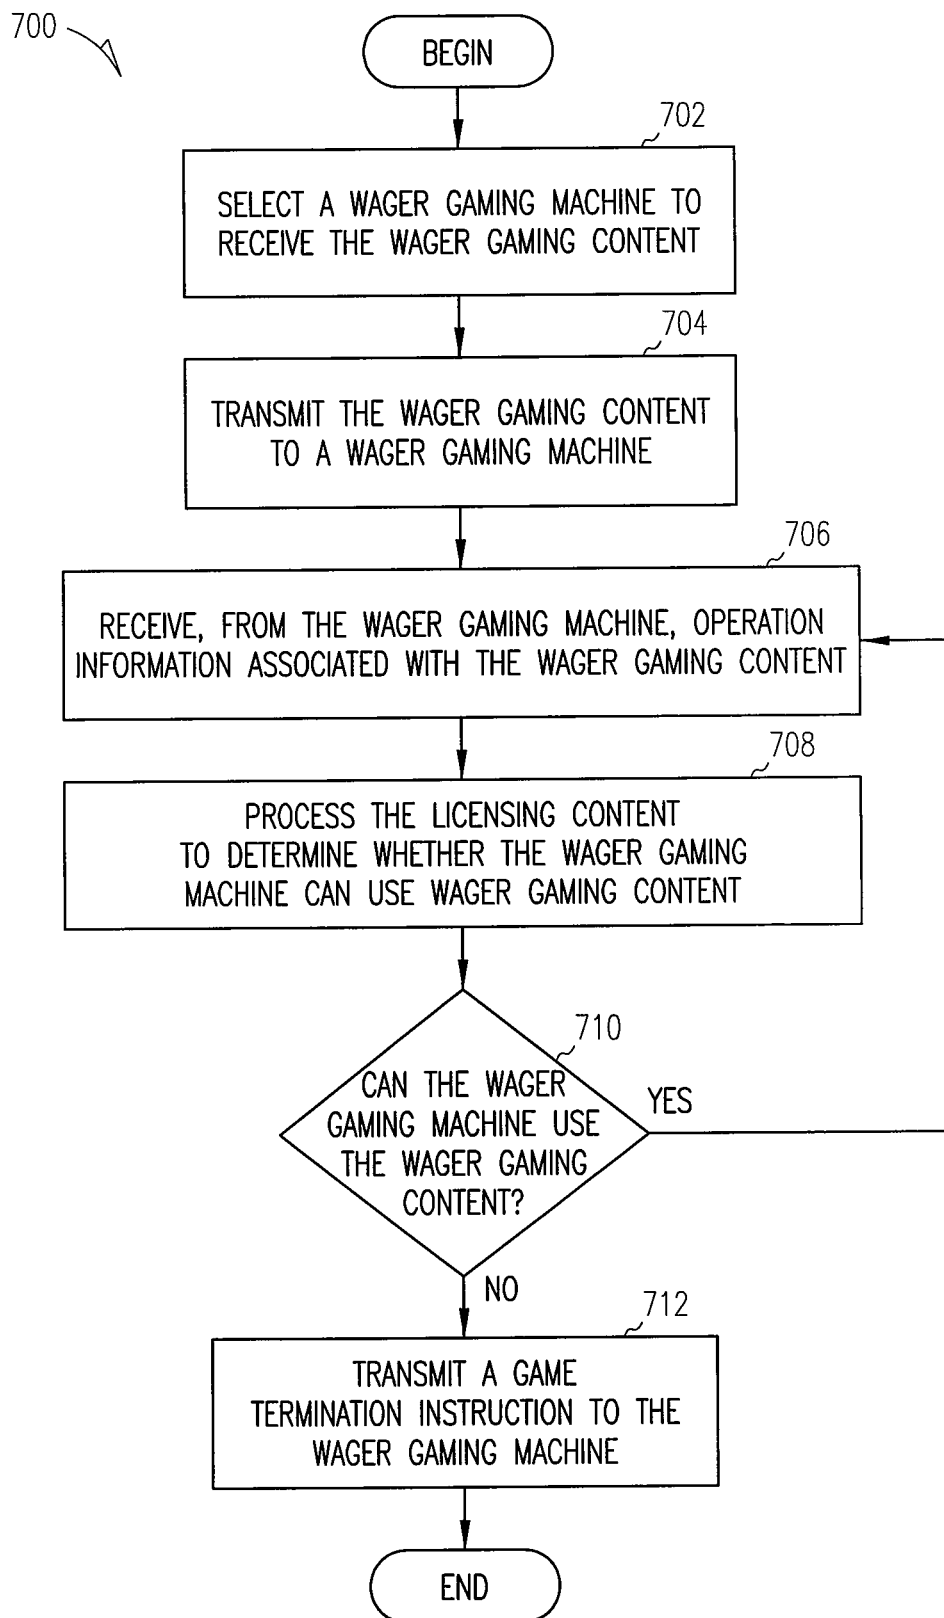 700
BEGIN
702
SELECT A WAGER GAMING MACHINE TO
RECEIVE THE WAGER GAMING CONTENT
704
TRANSMIT THE WAGER GAMING CONTENT
TO A WAGER GAMING MACHINE
706
RECEIVE, FROM THE WAGER GAMING MACHINE, OPERATION
INFORMATION ASSOCIATED WITH THE WAGER GAMING CONTENT
708
PROCESS THE LICENSING CONTENT
TO DETERMINE WHETHER THE WAGER GAMING
MACHINE CAN USE WAGER GAMING CONTENT
710
CAN THE WAGER
GAMING MACHINE USE
THE WAGER GAMING
CONTENT?
YES
NO
712
TRANSMIT A GAME
TERMINATION INSTRUCTION TO THE
WAGER GAMING MACHINE
END